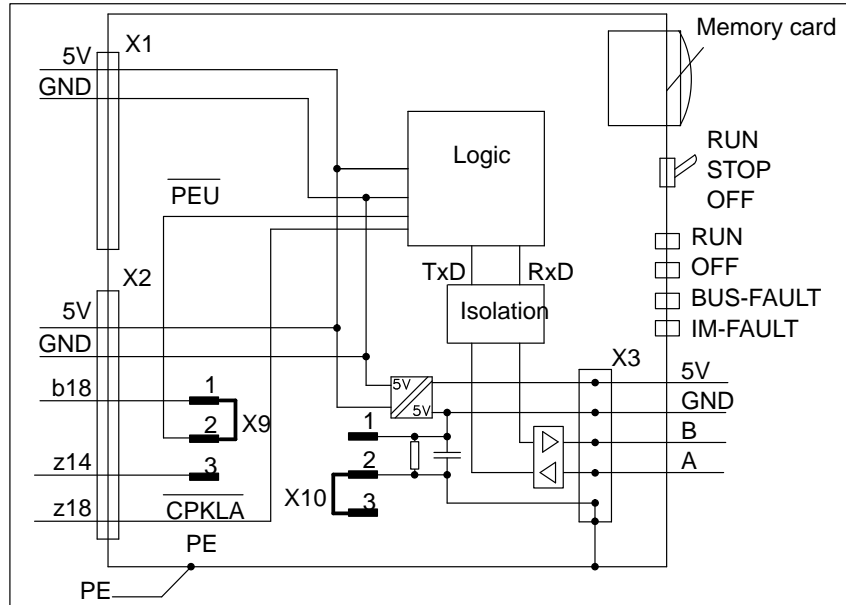 X1
Memory card
5V
GND
Logic
RUN
STOP
OFF
PEU
RUN
OFF
BUS-FAULT
IM-FAULT
TxD RxD
X2
Isolation
5V
GND
X3
5V
5V
5V
GND
b18
1
X9
2
3
z14
z18
CPKLA
1
2
3
X10
B
A
PE
PE